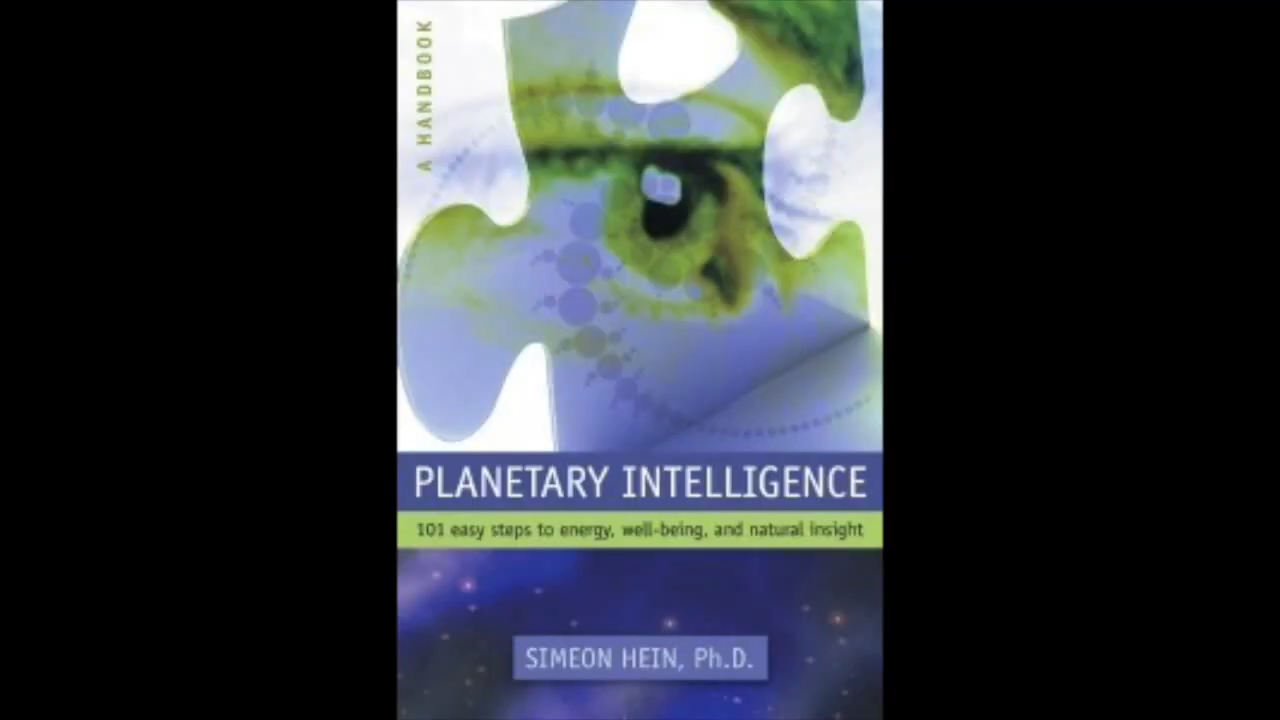 A HANDBOOK
PLANETARY INTELLIGENCE
101 easy steps to energy, well-being, and natural insight
SIMEON HEIN, Ph.D.